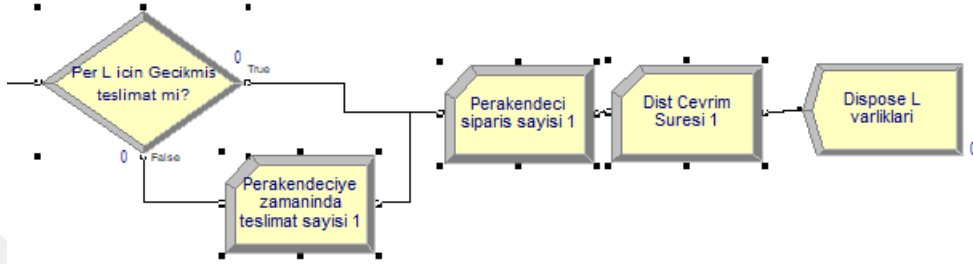 Per L icin Gecikmis
teslimat mi?
0
True
0
False
Perakendeciye
zamaninda
teslimat sayisi 1
Perakendeci
siparis sayisi 1
Dist Cevrim
Suresi 1
Dispose L
varliklari
0